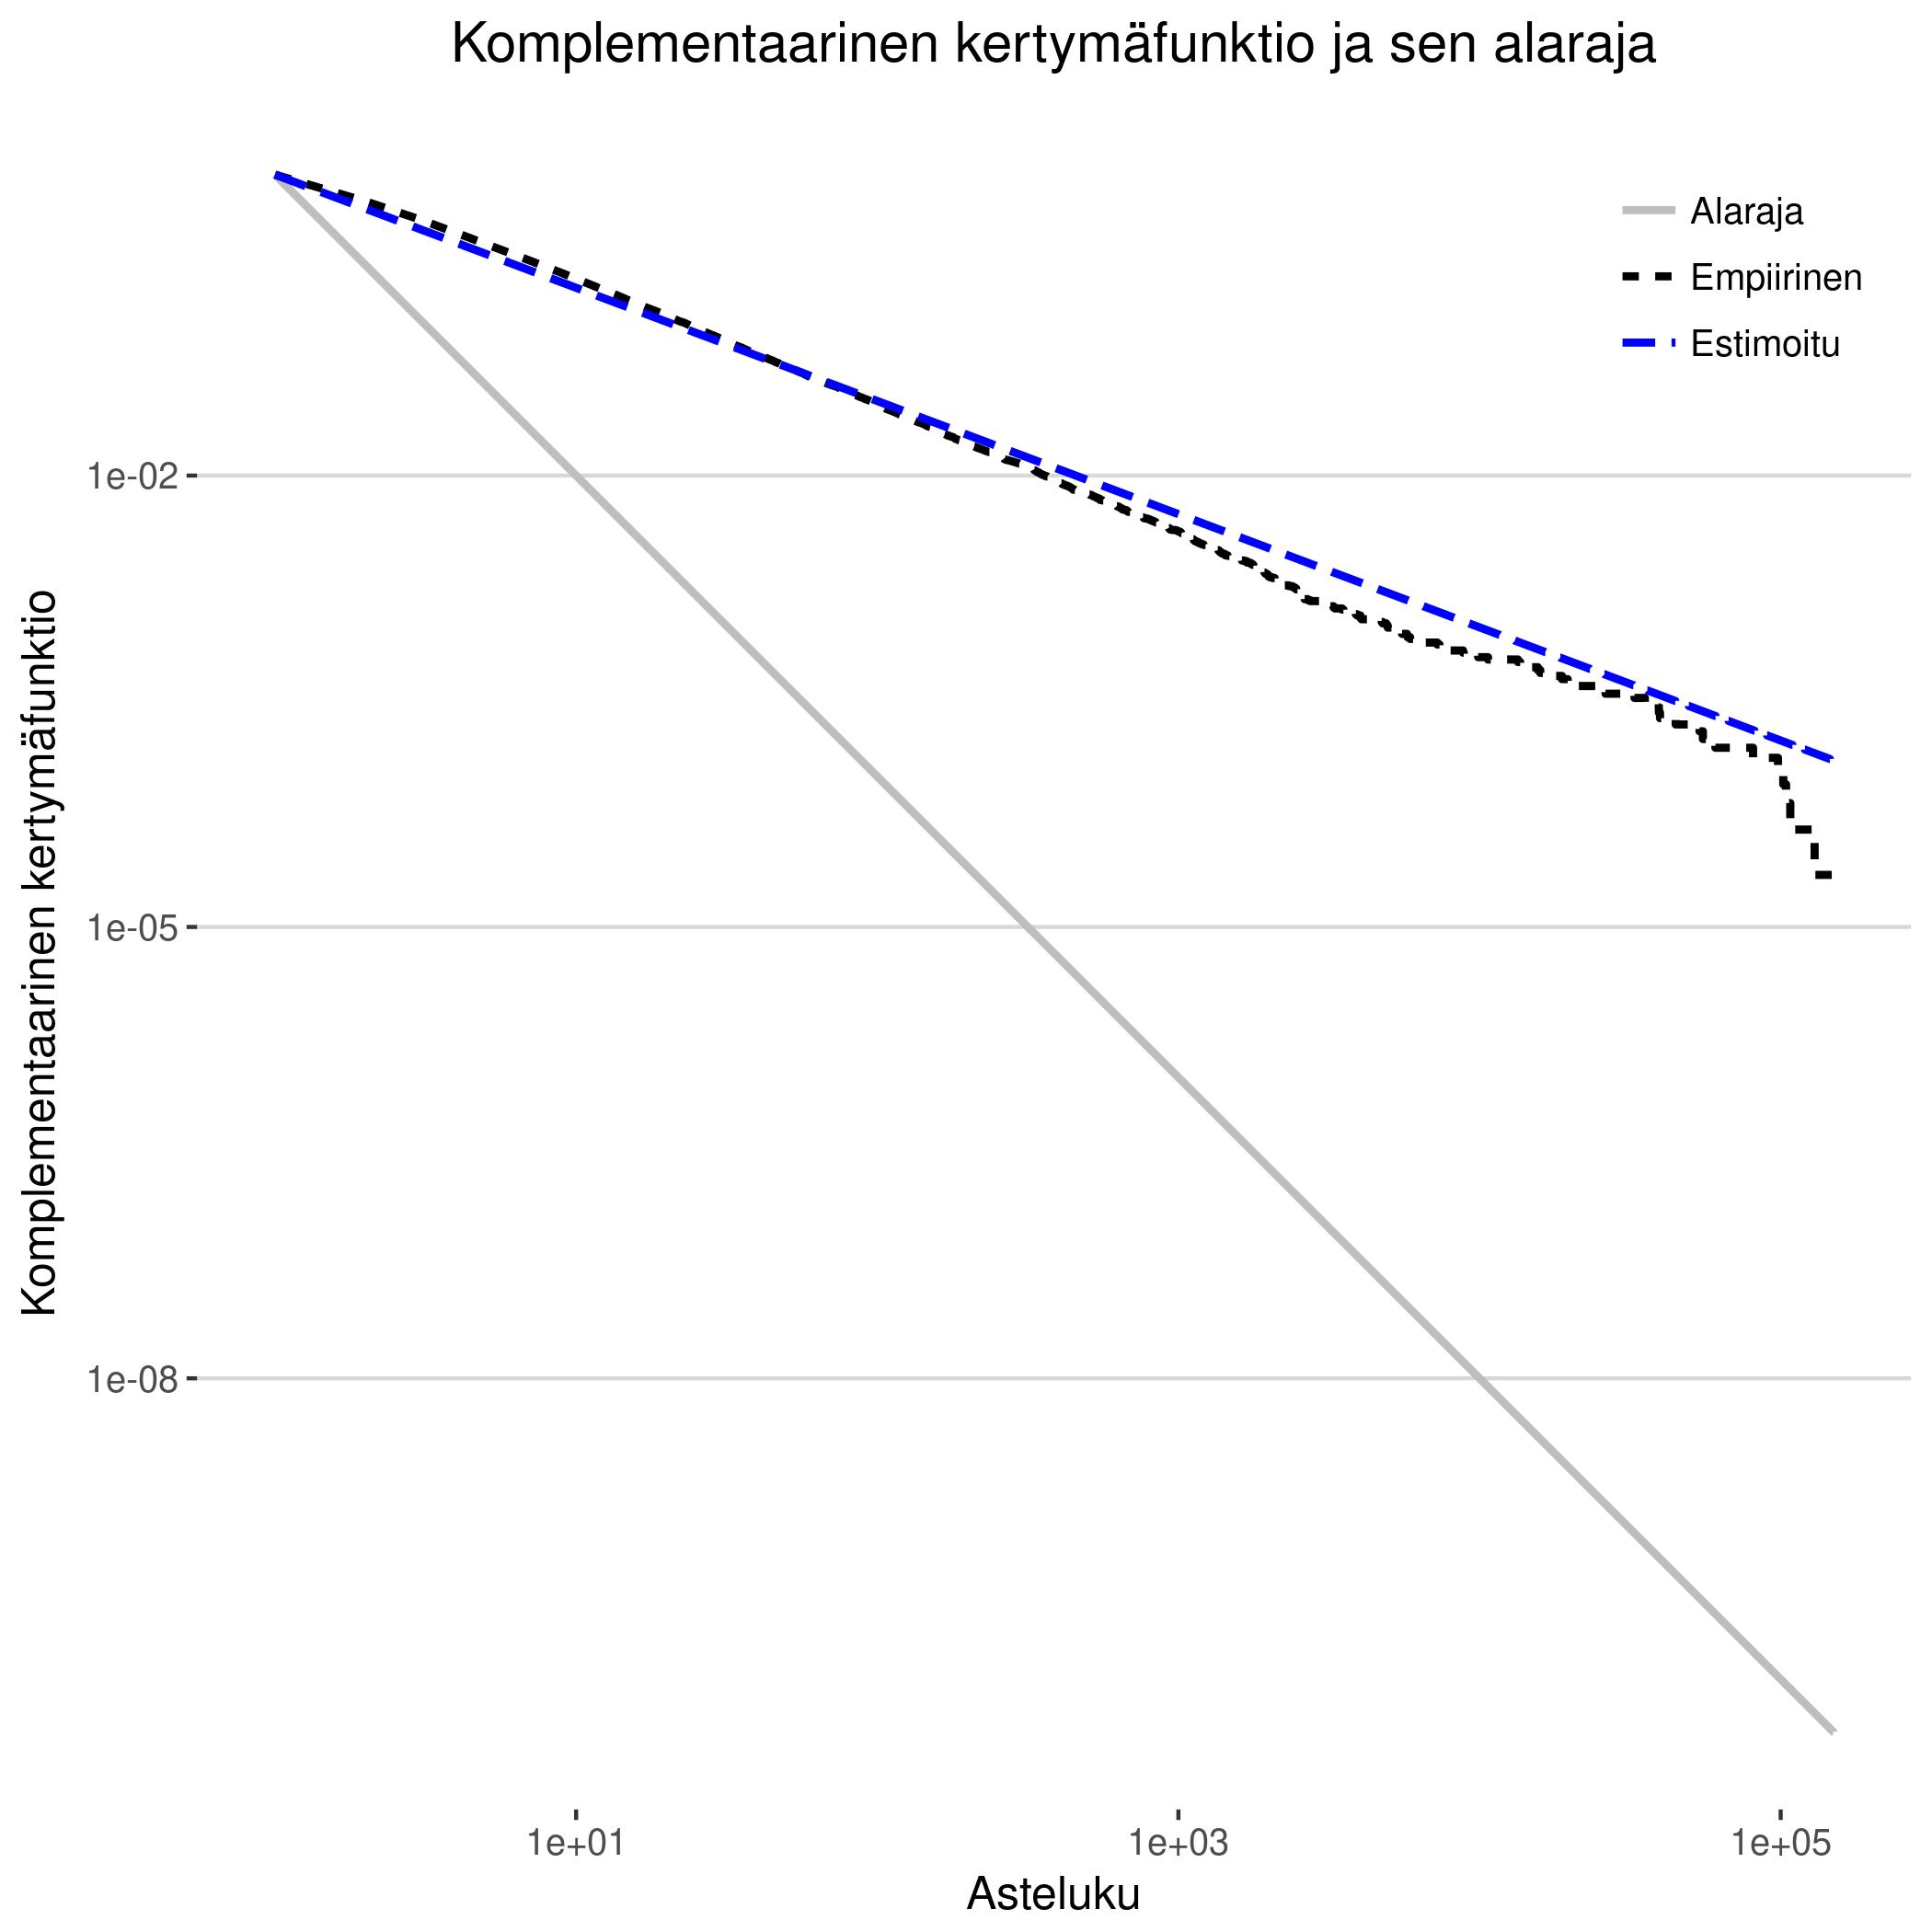 Komplementaarinen kertymäfunktio ja sen alaraja
Alaraja
Empiirinen
Estimoitu
Komplementaarinen kertymäfunktio
1e-02
1e-05
1e-08
1e+01
1e+03
1e+05
Asteluku